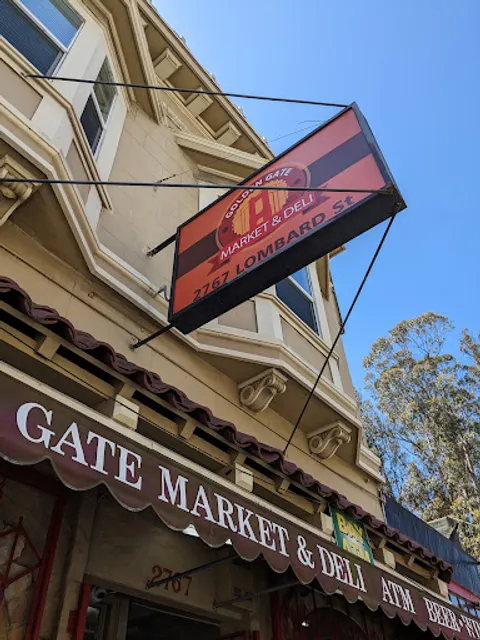 GOLDEN GATE
MARKET & DELI
2767 LOMBARD St
GATE MARKET & DELI ATM BEER
2767